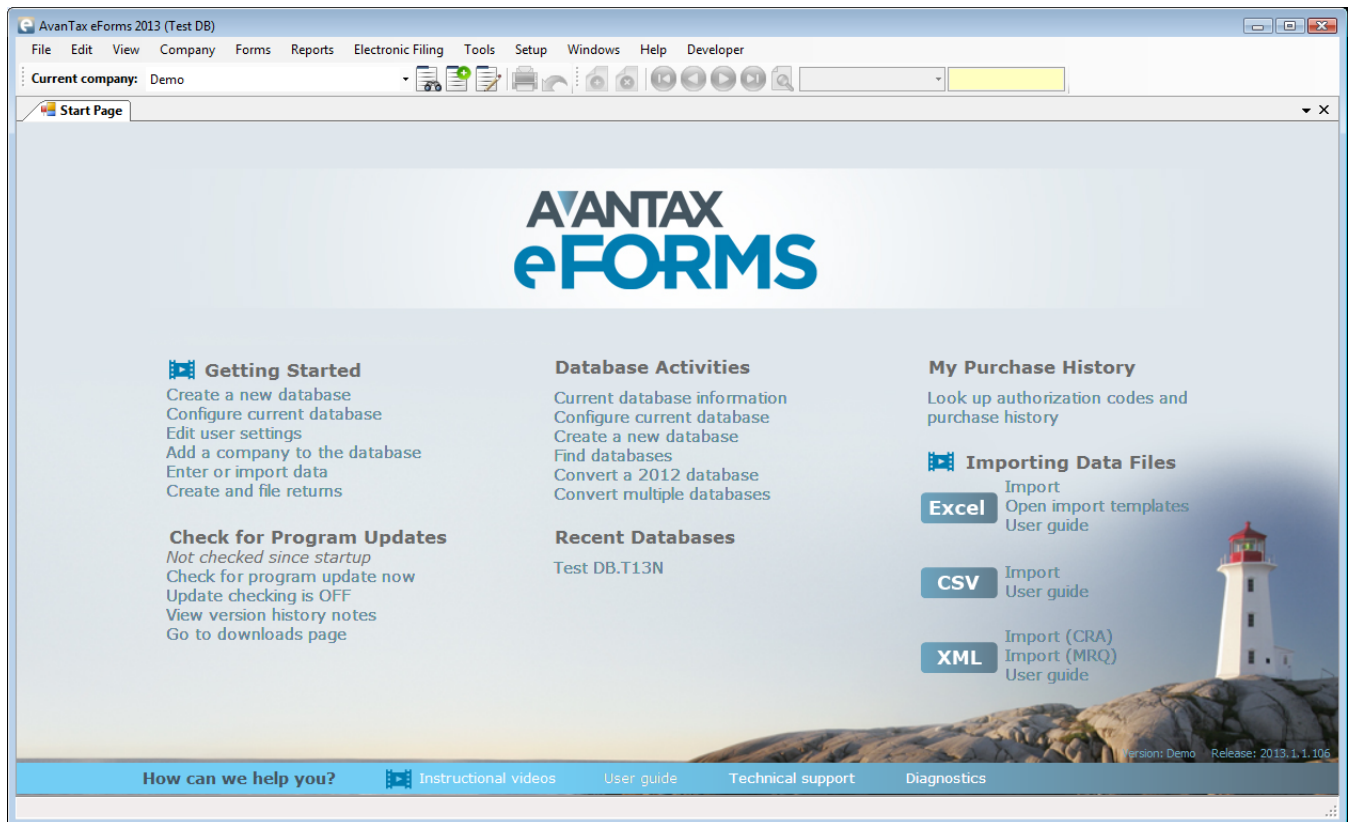 AvanTax eForms 2013 (Test DB)
File Edit View Company Forms Reports Electronic Filing Tools Setup Windows Help Developer
Current company: Demo
Start Page
AVANTAX
eFORMS
Getting Started
Create a new database
Configure current database
Edit user settings
Add a company to the database
Enter or import data
Create and file returns
Check for Program Updates
Not checked since startup
Check for program update now
Update checking is OFF
View version history notes
Go to downloads page
Database Activities
Current database information
Configure current database
Create a new database
Find databases
Convert a 2012 database
Convert multiple databases
Recent Databases
Test DB.T13N
My Purchase History
Look up authorization codes and
purchase history
Importing Data Files
Excel
Import
Open import templates
User guide
CSV
Import
User guide
XML
Import (CRA)
Import (MRQ)
User guide
Version: Demo Release: 2013.1.1.106
How can we help you? Instructional videos User guide Technical support Diagnostics